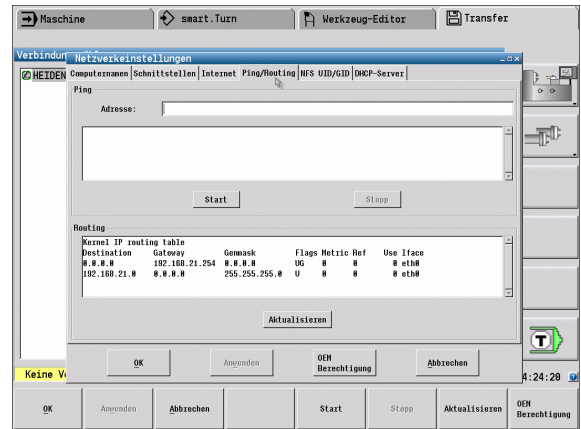 Maschine
smart.Turn
Werkzeug-Editor
Transfer
Netzwerkeinstellungen
HEIDEN
Computernamen Schnittstellen Internet Ping/Routing NFS UID/GID DHCP-Server
Ping
Adresse:
Start Stopp
Routing
Kernel IP routing table
Destination Gateway Genmask Flags Metric Ref Use Iface
0.0.0.0 192.168.21.254 0.0.0.0 UG 0 0 0 eth0
192.168.21.0 0.0.0.0 255.255.255.0 U 0 0 0 eth0
Aktualisieren
OK Anwenden OEM Berechtigung Abbrechen
T
Keine
4:24:20
OK Anwenden Abbrechen Start Stopp Aktualisieren OEM Berechtigung